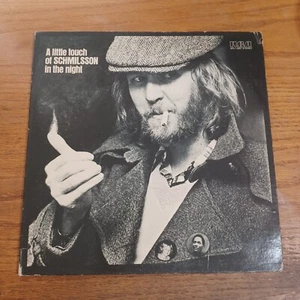 A little touch
of SCHMILSSON
in the night
RCA